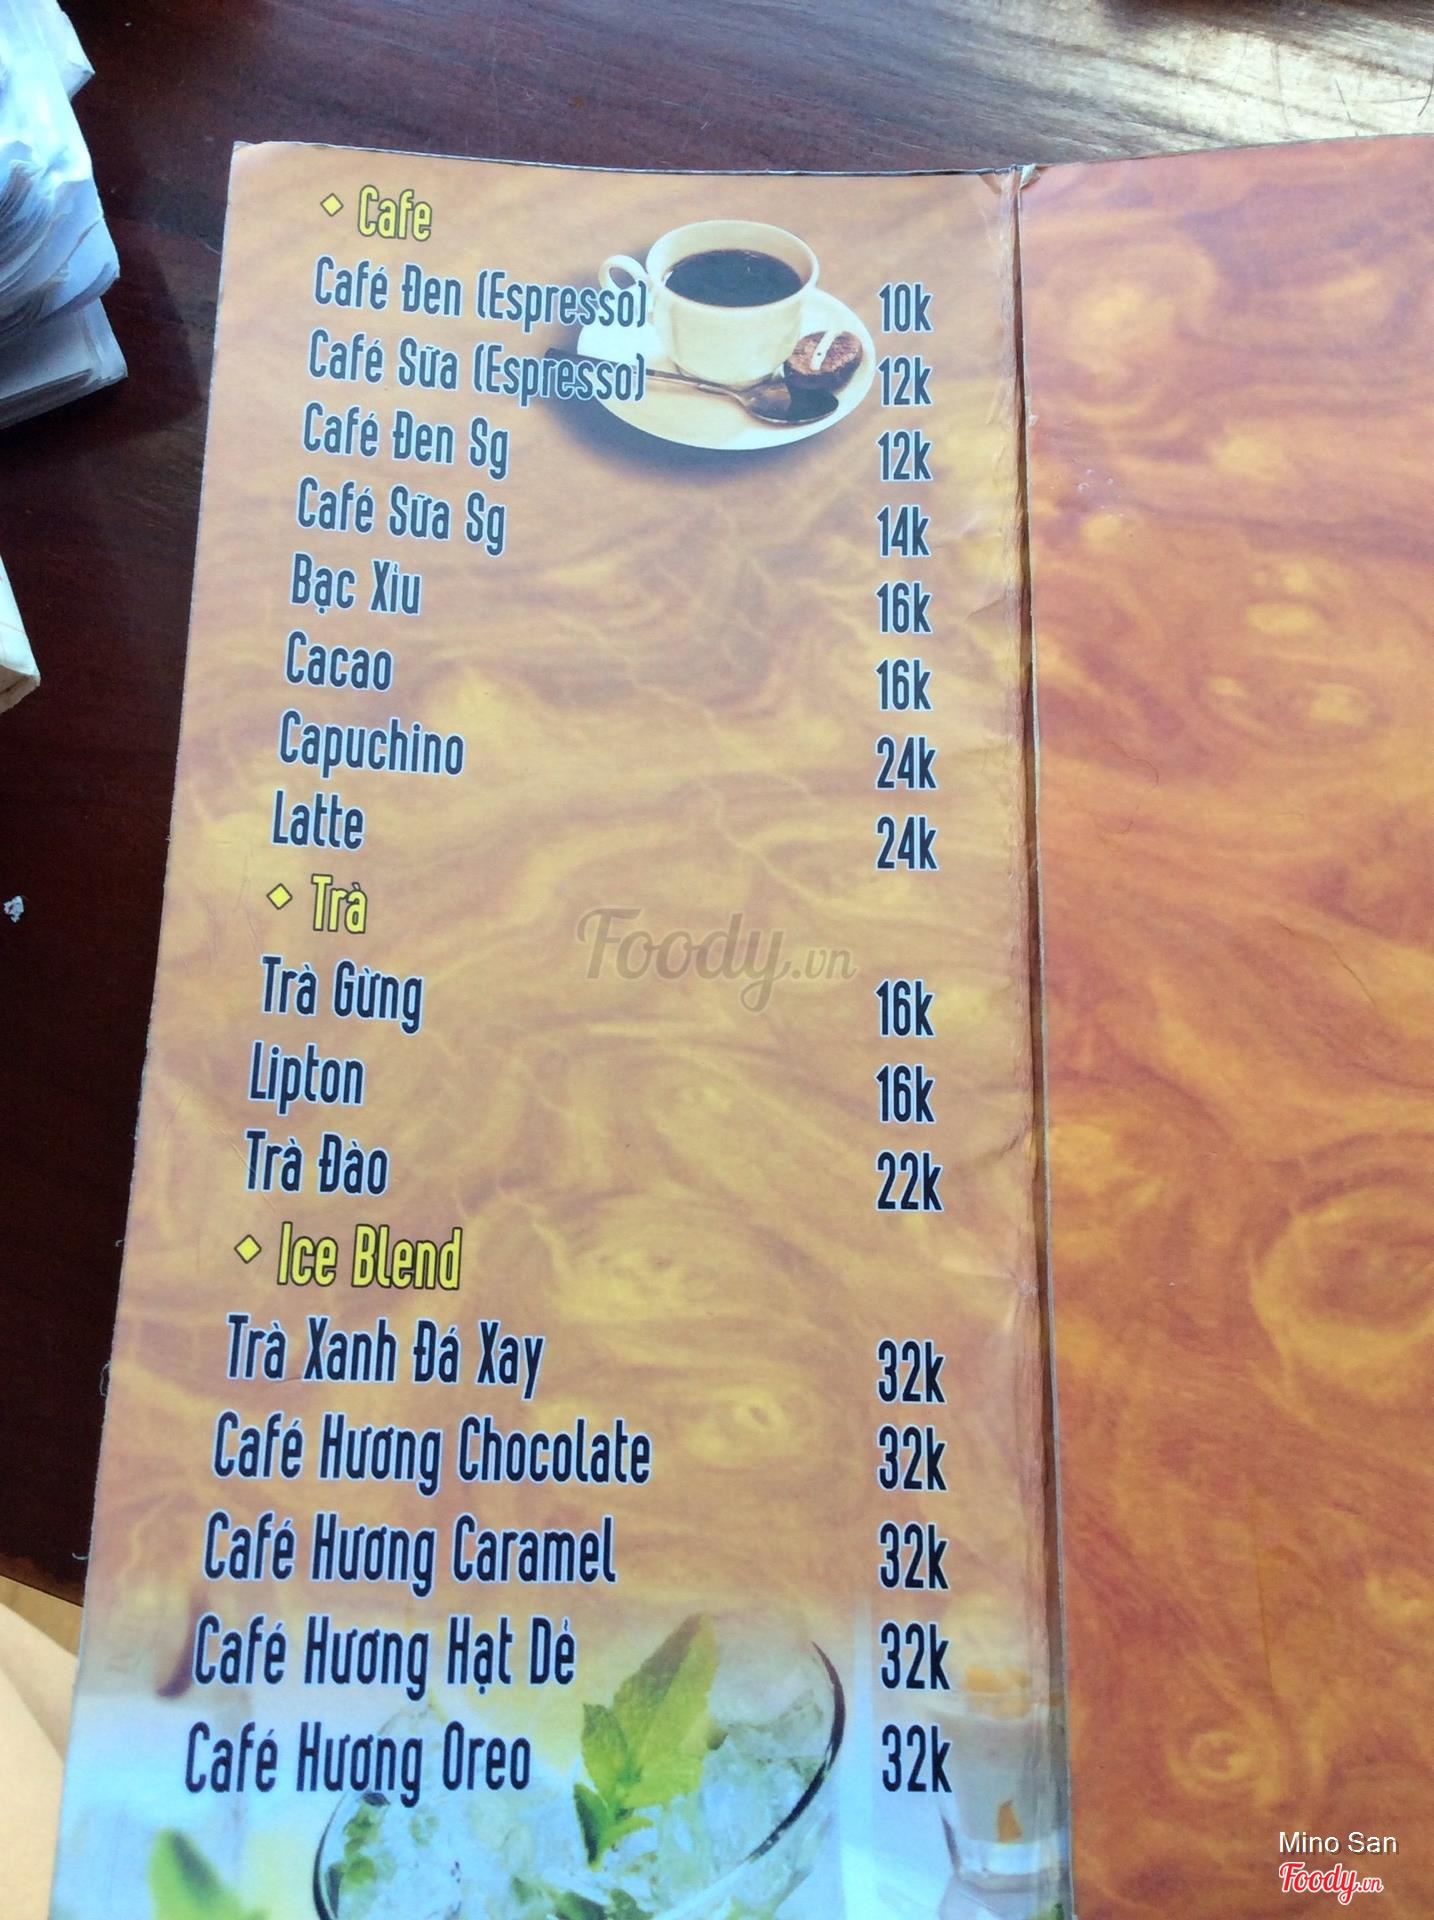 Cafe
Café Đen (Espresso) 10k
Café Sữa (Espresso) 12k
Café Đen Sg 12k
Café Sữa Sg 14k
Bạc Xỉu 16k
Cacao 16k
Capuchino 24k
Latte 24k
Trà
Foody.vn
Trà Gừng 16k
Lipton 16k
Trà Đào 22k
Ice Blend
Trà Xanh Đá Xay 32k
Café Hương Chocolate 32k
Café Hương Caramel 32k
Café Hương Hạt Dẻ 32k
Café Hương Oreo 32k
Mino San
Foody.vn